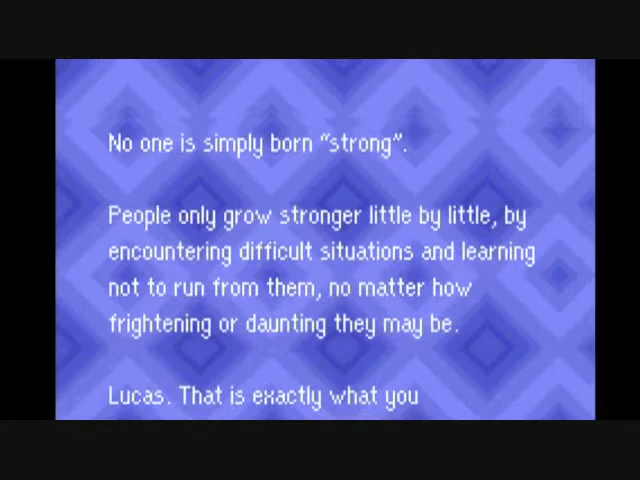 No one is simply born “strong”.
People only grow stronger little by little, by
encountering difficult situations and learning
not to run from them, no matter how
frightening or daunting they may be.
Lucas. That is exactly what you